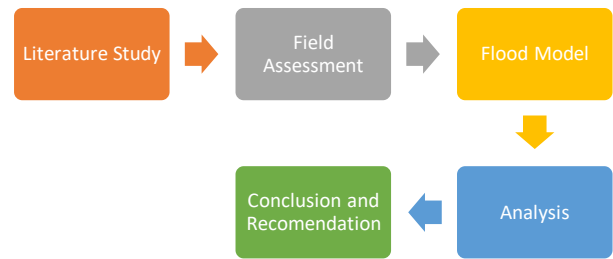 Literature Study
Field
Assessment
Flood Model
Analysis
Conclusion and
Recomendation